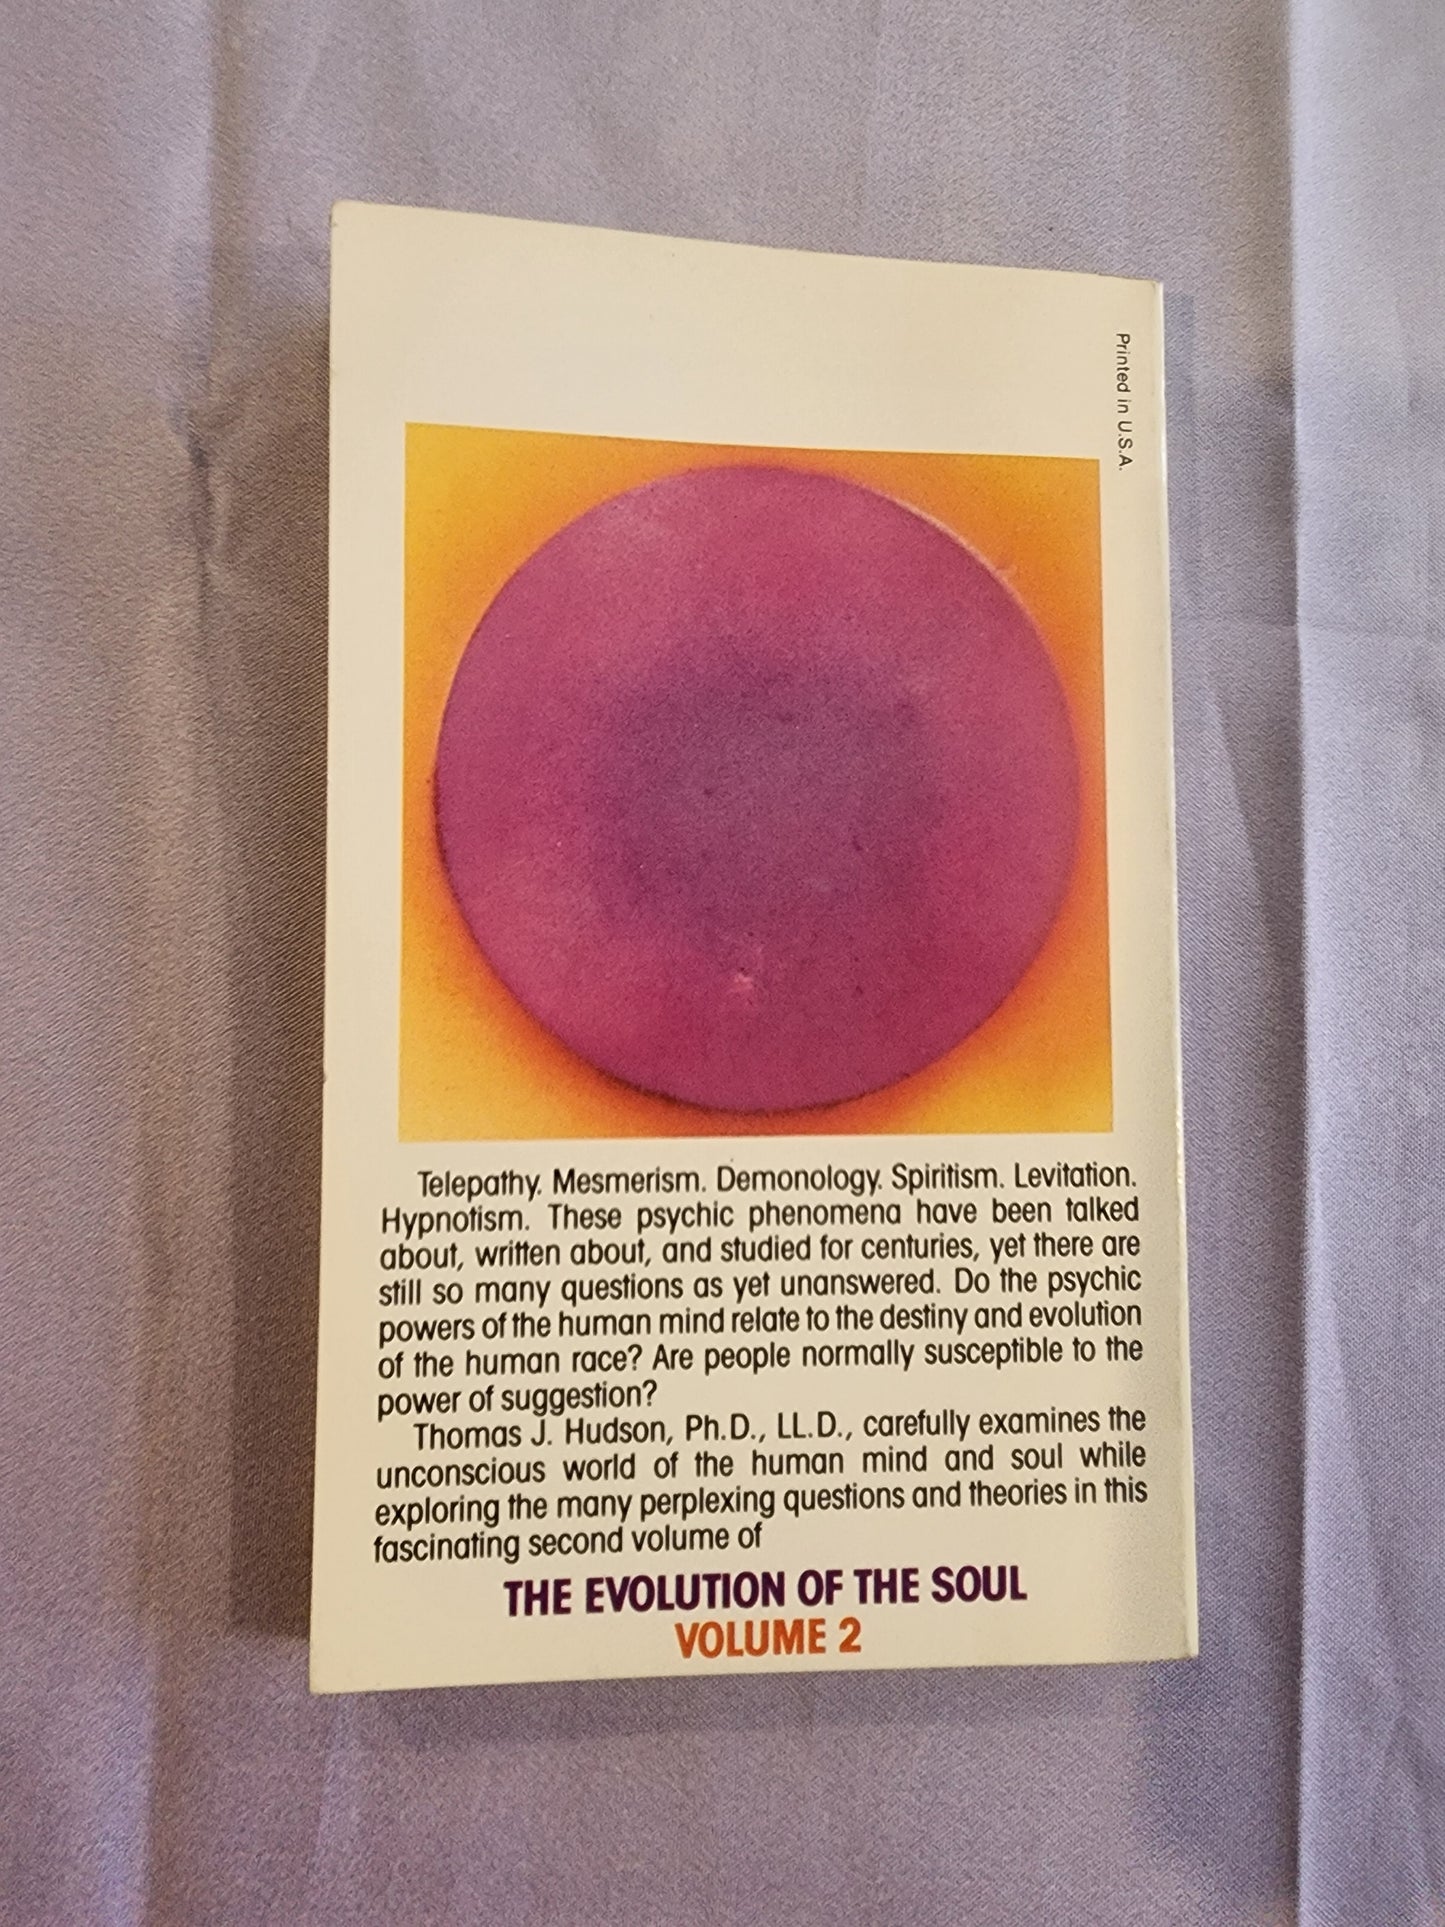 Printed in U.S.A.
Telepathy. Mesmerism. Demonology. Spiritism. Levitation.
Hypnotism. These psychic phenomena have been talked
about, written about, and studied for centuries, yet there are
still so many questions as yet unanswered. Do the psychic
powers of the human mind relate to the destiny and evolution
of the human race? Are people normally susceptible to the
power of suggestion?
Thomas J. Hudson, Ph.D., LL.D., carefully examines the
unconscious world of the human mind and soul while
exploring the many perplexing questions and theories in this
fascinating second volume of
THE EVOLUTION OF THE SOUL
VOLUME 2